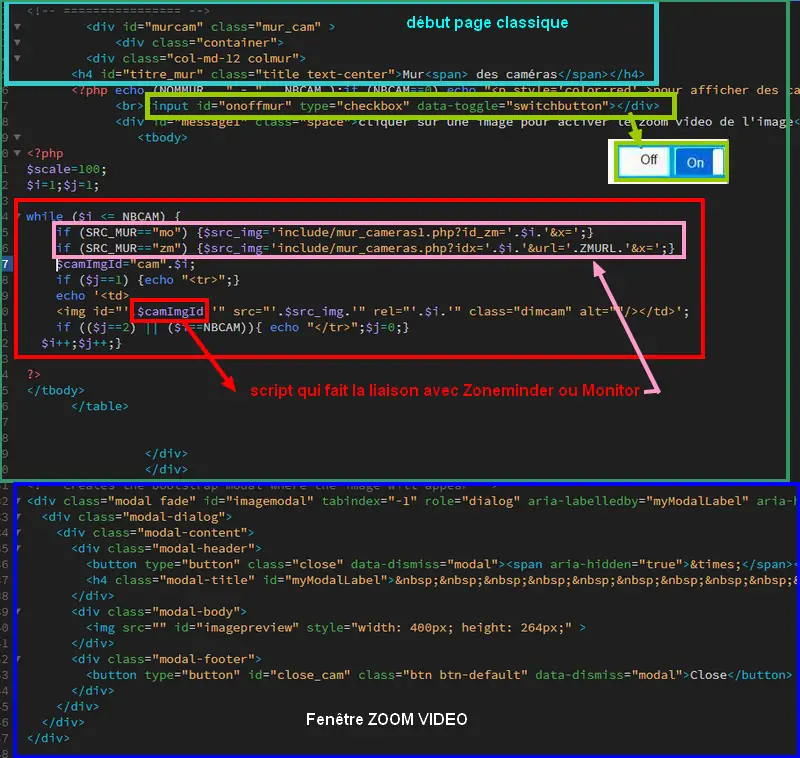 <!-- ================ -->
début page classique
<div id="murcam" class="mur_cam" >
<div class="container">
<div class="col-md-12 colmur">
<h4 id="titre_mur" class="title text-center">Mur<span> des caméras</span></h4>
<?php echo (NOMMUR " - " NBCAM );if (NBCAM==0) echo "<p style='color:red' >pour afficher des ca
<br> input id="onoffmur" type="checkbox" data-toggle="switchbutton"></div>
<div id="message1" class="space">cliquer sur une image pour activer le zoom video de l'image<
<tbody>
Off On
<?php
$scale=100;
$i=1;$j=1;
while ($i <= NBCAM) {
if (SRC_MUR=="mo") {$src_img='include/mur_cameras1.php?id_zm='.$i.'&x=';}
if (SRC_MUR=="zm") {$src_img='include/mur_cameras.php?idx='.$i.'&url='.ZMURL.'&x=';}
$camImgId="cam".$i;
if ($j==1) {echo "<tr>";}
echo '<td>
<img id="' $camImgId '" src="'.$src_img.'" rel="'.$i.'" class="dimcam" alt=""/></td>';
if (($j==2) || ($i==NBCAM)){ echo "</tr>";$j=0;}
$i++;$j++;}
?>
script qui fait la liaison avec Zoneminder ou Monitor
</tbody>
</table>
</div>
</div>
creates the bootstrap modal where the image will appear
<div class="modal fade" id="imagemodal" tabindex="-1" role="dialog" aria-labelledby="myModalLabel" aria-h
<div class="modal-dialog">
<div class="modal-content">
<div class="modal-header">
<button type="button" class="close" data-dismiss="modal"><span aria-hidden="true">&times;</span><
<h4 class="modal-title" id="myModalLabel">&nbsp;&nbsp;&nbsp;&nbsp;&nbsp;&nbsp;&nbsp;&nbsp;&nbsp;&
</div>
<div class="modal-body">
<img src="" id="imagepreview" style="width: 400px; height: 264px;" >
</div>
<div class="modal-footer">
<button type="button" id="close_cam" class="btn btn-default" data-dismiss="modal">Close</button>
</div>
</div>
Fenêtre ZOOM VIDEO
</div>
</div>